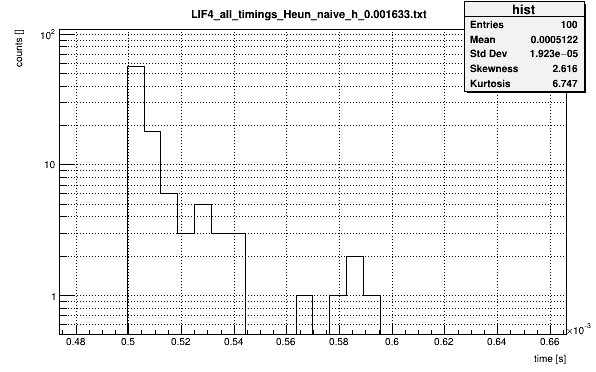 LIF4_all_timings_Heun_naive_h_0.001633.txt
hist
Entries 100
Mean 0.0005122
Std Dev 1.923e−05
Skewness 2.616
Kurtosis 6.747
counts []
10²
10
1
0.48 0.5 0.52 0.54 0.56 0.58 0.6 0.62 0.64 0.66
×10⁻³
time [s]